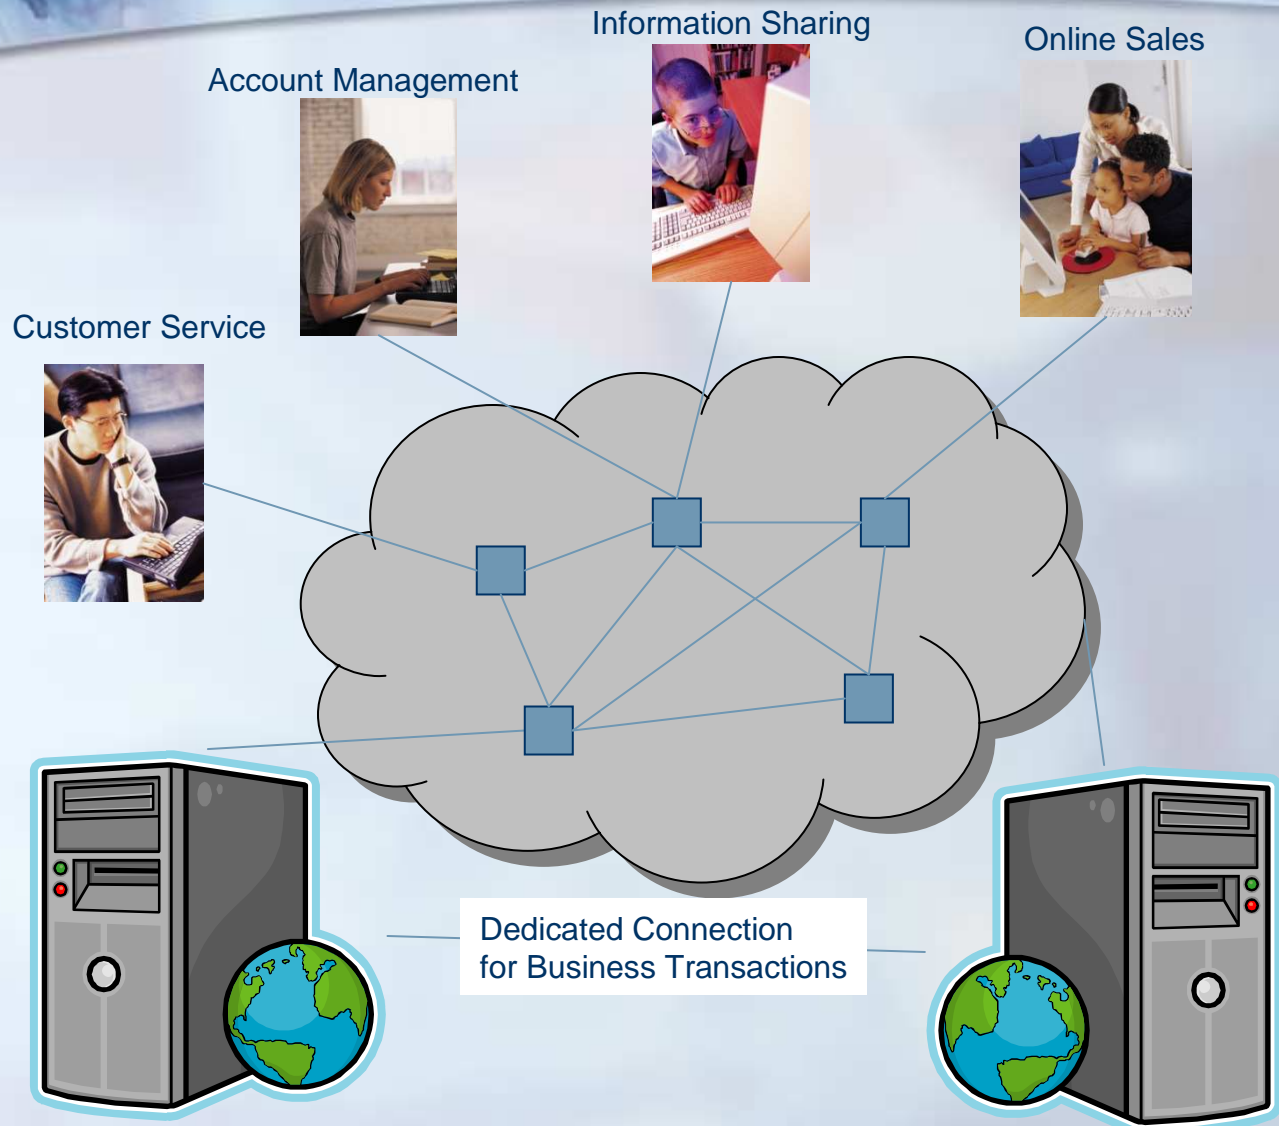 Information Sharing
Online Sales
Account Management
Customer Service
Dedicated Connection
for Business Transactions